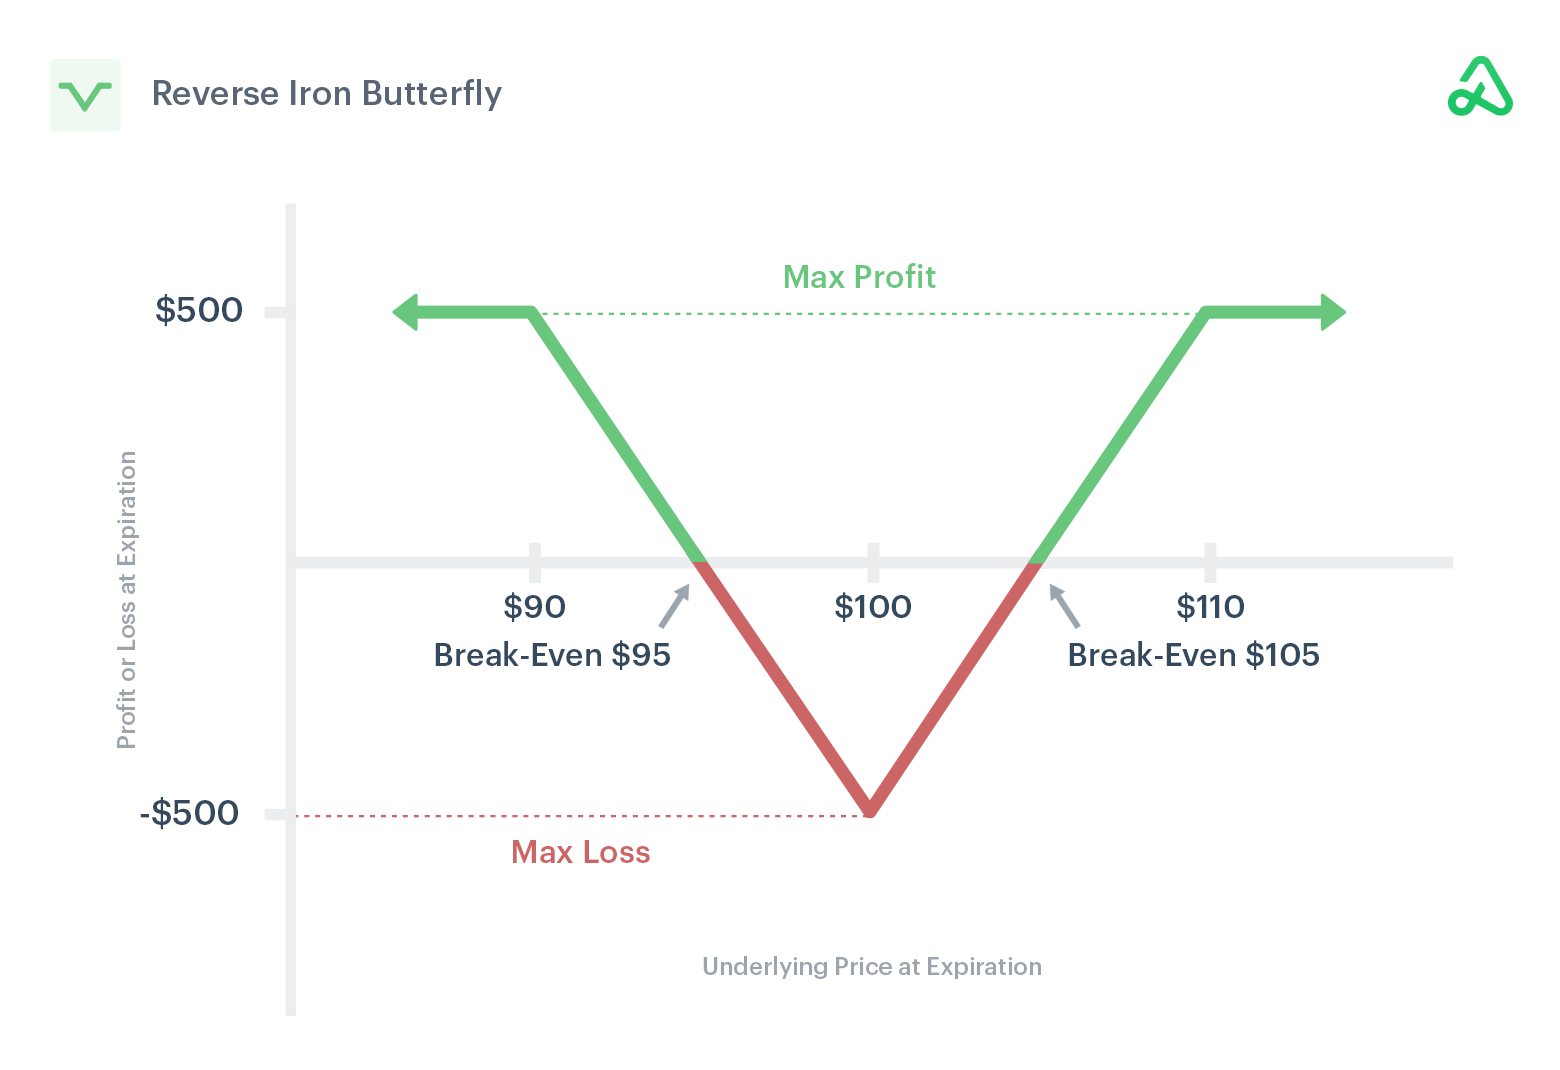 Reverse Iron Butterfly
Max Profit
$500
Profit or Loss at Expiration
$90
$100
$110
Break-Even $95
Break-Even $105
-$500
Max Loss
Underlying Price at Expiration